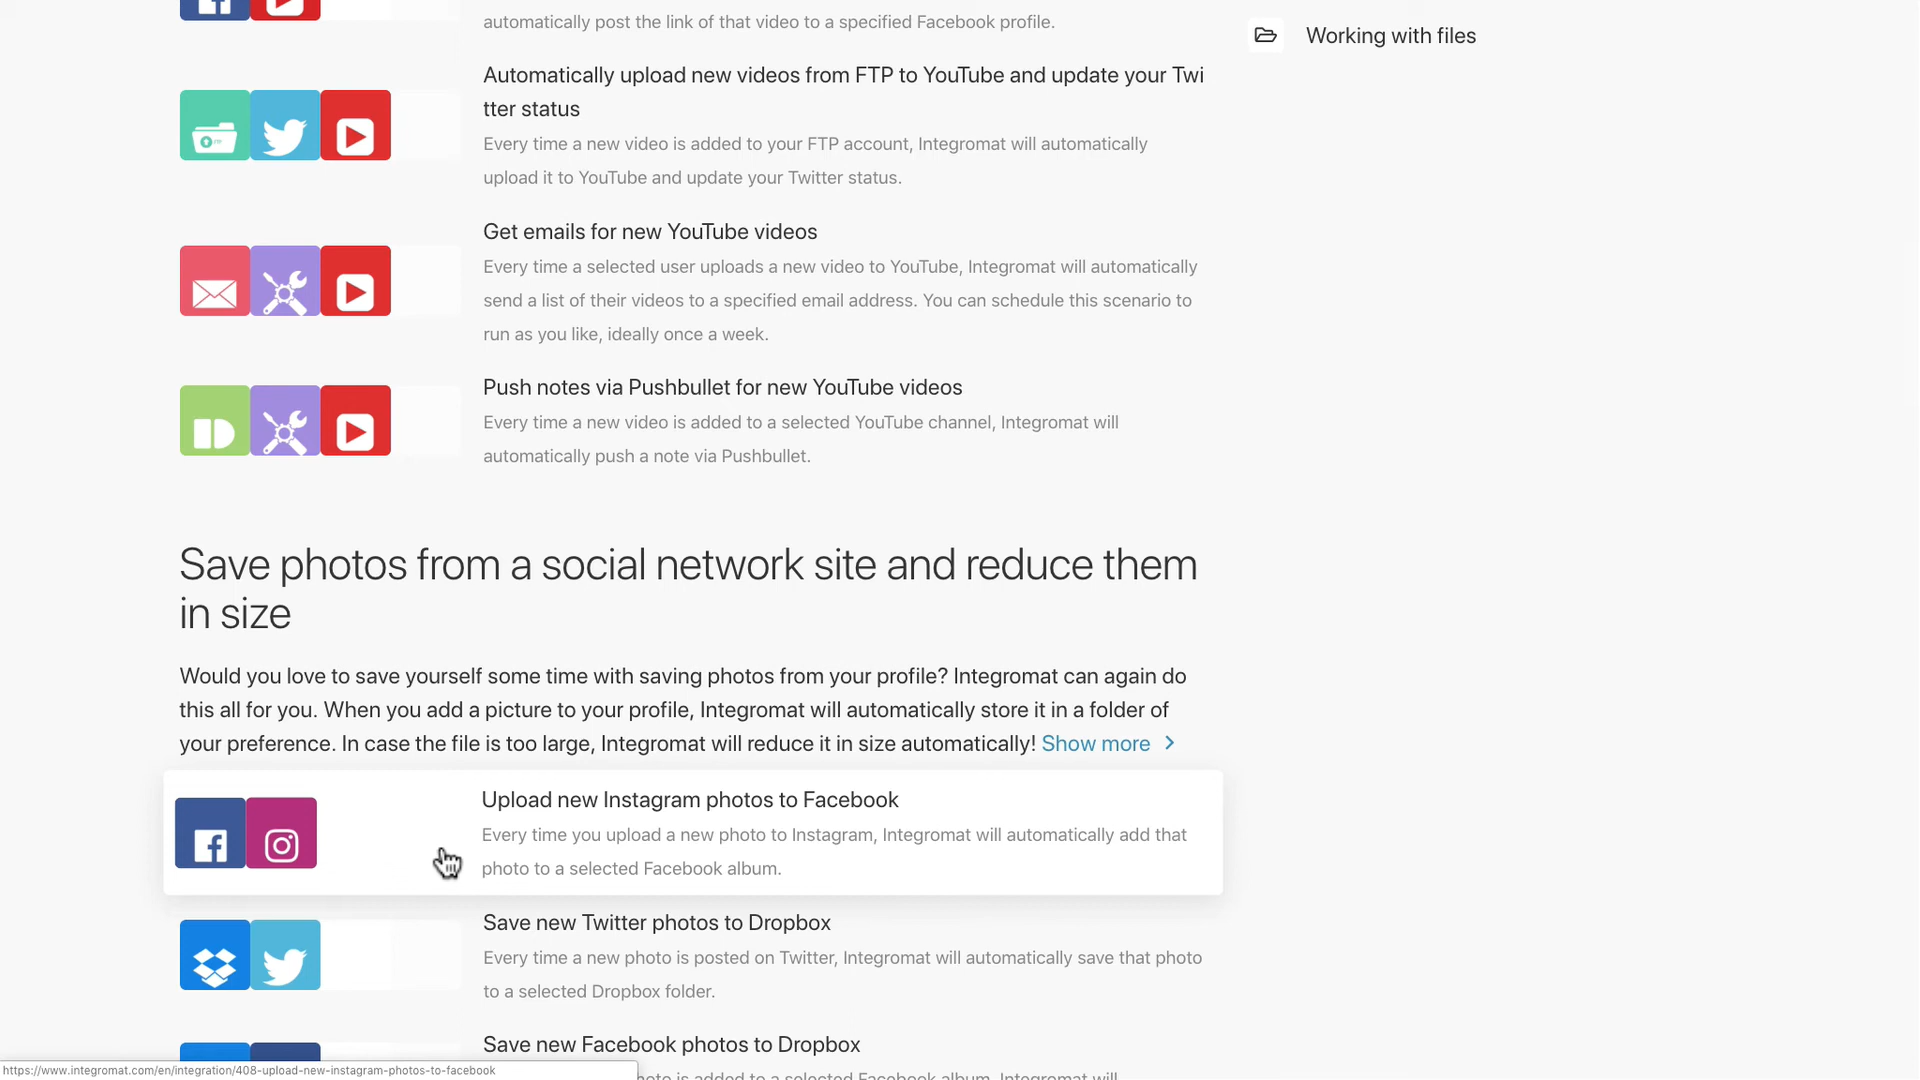 automatically post the link of that video to a specified Facebook profile.
Working with files
Automatically upload new videos from FTP to YouTube and update your Twi
tter status
Every time a new video is added to your FTP account, Integromat will automatically
upload it to YouTube and update your Twitter status.
Get emails for new YouTube videos
Every time a selected user uploads a new video to YouTube, Integromat will automatically
send a list of their videos to a specified email address. You can schedule this scenario to
run as you like, ideally once a week.
Push notes via Pushbullet for new YouTube videos
Every time a new video is added to a selected YouTube channel, Integromat will
automatically push a note via Pushbullet.
Save photos from a social network site and reduce them
in size
Would you love to save yourself some time with saving photos from your profile? Integromat can again do
this all for you. When you add a picture to your profile, Integromat will automatically store it in a folder of
your preference. In case the file is too large, Integromat will reduce it in size automatically! Show more
Upload new Instagram photos to Facebook
Every time you upload a new photo to Instagram, Integromat will automatically add that
photo to a selected Facebook album.
Save new Twitter photos to Dropbox
Every time a new photo is posted on Twitter, Integromat will automatically save that photo
to a selected Dropbox folder.
Save new Facebook photos to Dropbox
is added to a selected Facebook album, Integromat will
https://www.integromat.com/en/integration/408-upload-new-instagram-photos-to-facebook